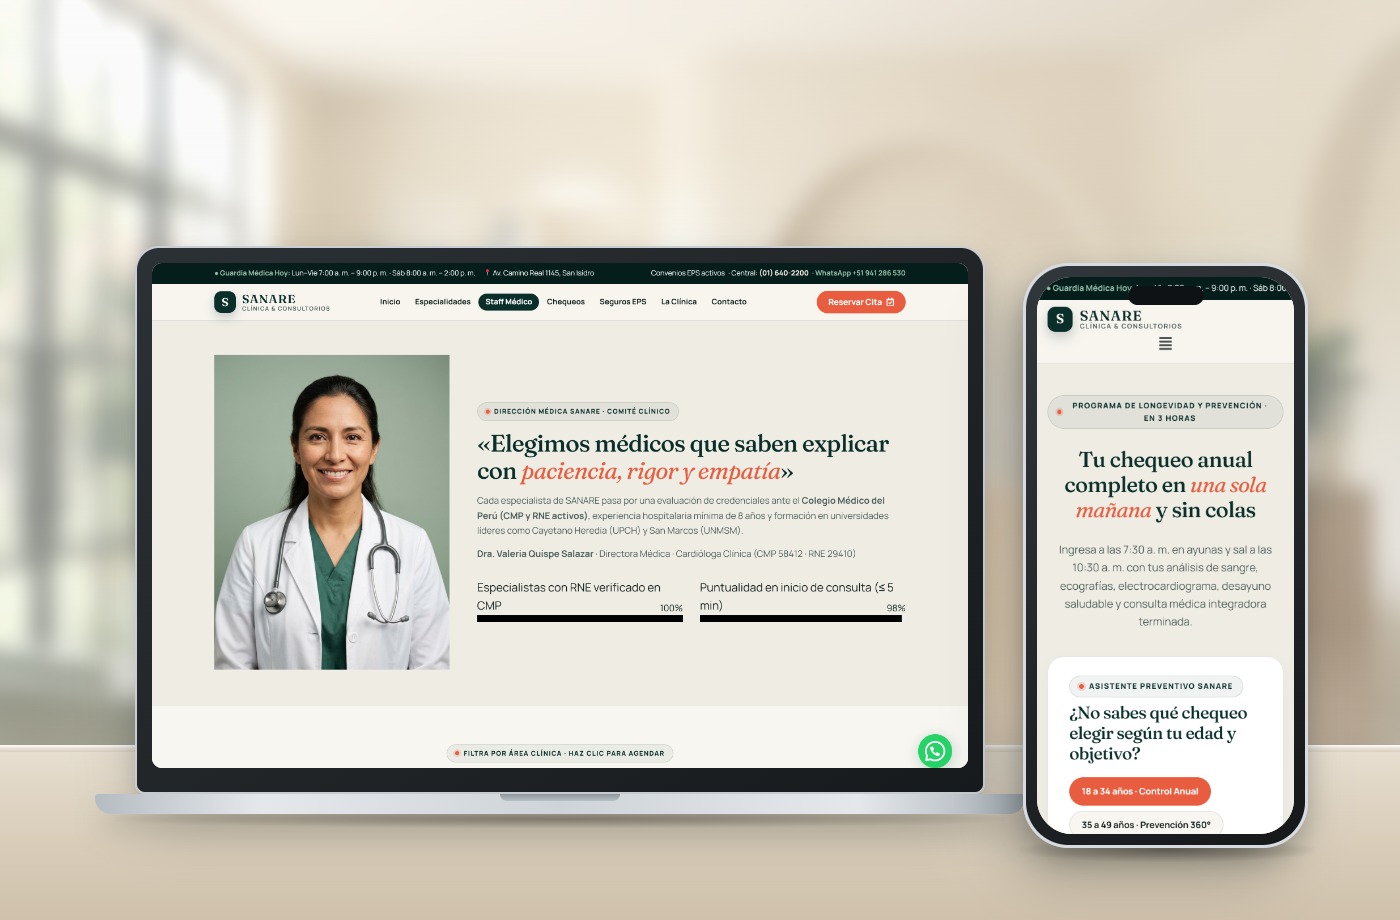 ● Guardia Médica Hoy: Lun–Vie 7:00 a. m. – 9:00 p. m. · Sáb 8:00 a. m. – 2:00 p. m. Av. Camino Real 1145, San Isidro Convenios EPS activos · Central: (01) 640-2200 · WhatsApp +51 941 286 530
S SANARE
CLÍNICA & CONSULTORIOS
Inicio Especialidades Staff Médico Chequeos Seguros EPS La Clínica Contacto Reservar Cita
DIRECCIÓN MÉDICA SANARE · COMITÉ CLÍNICO
«Elegimos médicos que saben explicar
con paciencia, rigor y empatía»
Cada especialista de SANARE pasa por una evaluación de credenciales ante el Colegio Médico del
Perú (CMP y RNE activos), experiencia hospitalaria mínima de 8 años y formación en universidades
líderes como Cayetano Heredia (UPCH) y San Marcos (UNMSM).
Dra. Valeria Quispe Salazar · Directora Médica · Cardióloga Clínica (CMP 58412 · RNE 29410)
Especialistas con RNE verificado en
CMP 100%
Puntualidad en inicio de consulta (≤ 5
min) 98%
FILTRA POR ÁREA CLÍNICA · HAZ CLIC PARA AGENDAR
● Guardia Médica Hoy – 9:00 p. m. · Sáb 8:00
S SANARE
CLÍNICA & CONSULTORIOS
PROGRAMA DE LONGEVIDAD Y PREVENCIÓN ·
EN 3 HORAS
Tu chequeo anual
completo en una sola
mañana y sin colas
Ingresa a las 7:30 a. m. en ayunas y sal a las
10:30 a. m. con tus análisis de sangre,
ecografías, electrocardiograma, desayuno
saludable y consulta médica integradora
terminada.
ASISTENTE PREVENTIVO SANARE
¿No sabes qué chequeo
elegir según tu edad y
objetivo?
18 a 34 años · Control Anual
35 a 49 años · Prevención 360°